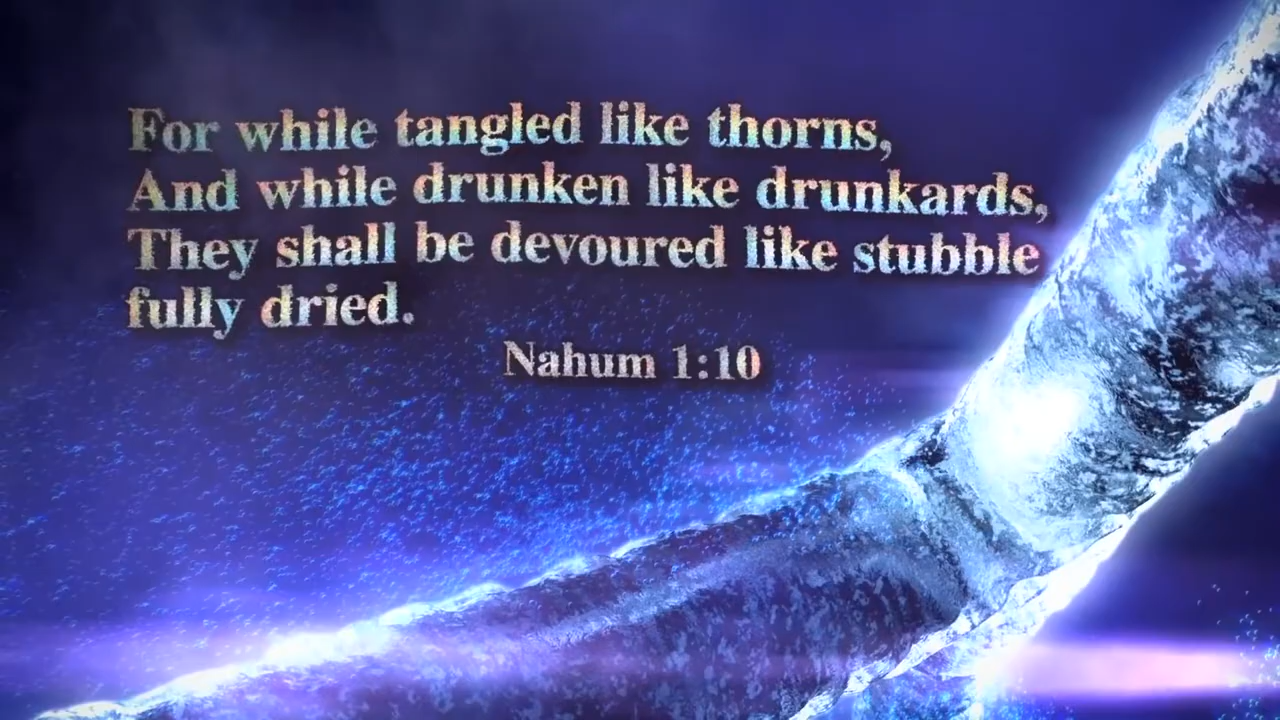 For while tangled like thorns,
And while drunken like drunkards,
They shall be devoured like stubble
fully dried.
Nahum 1:10